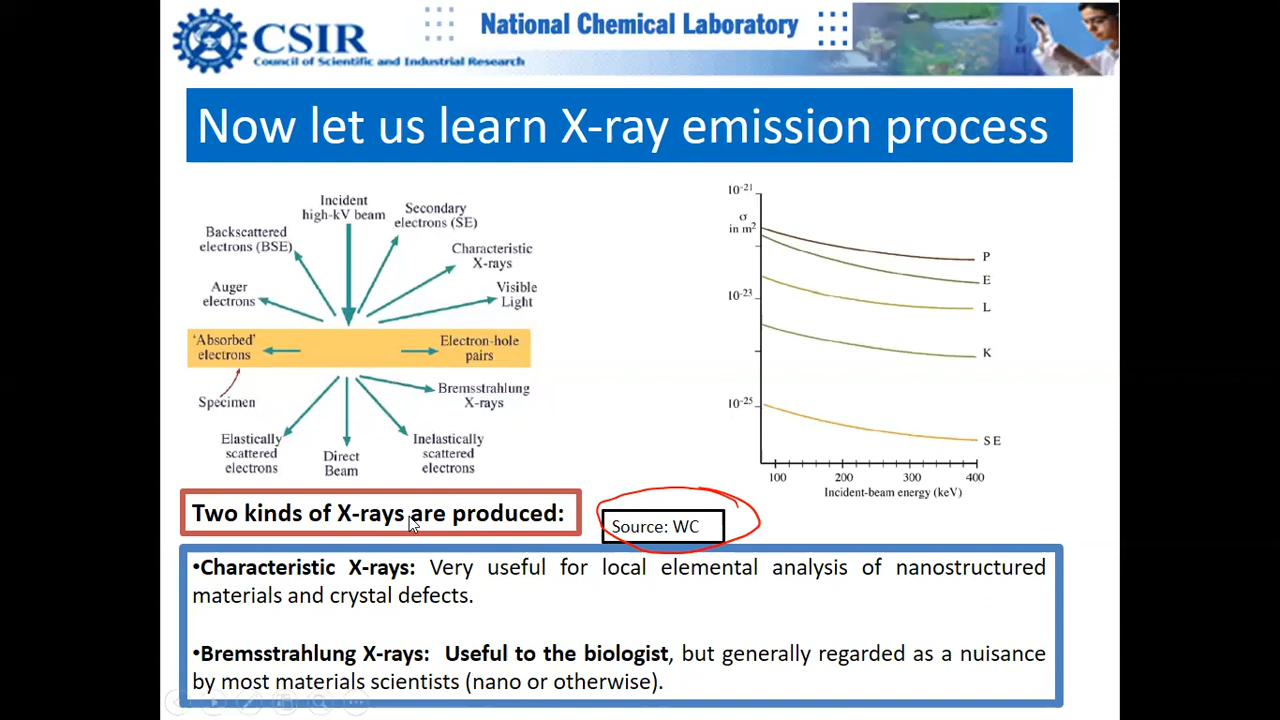 CSIR
Council of Scientific and Industrial Research
National Chemical Laboratory
Now let us learn X-ray emission process
Incident
high-kV beam
Secondary
electrons (SE)
Backscattered
electrons (BSE)
Characteristic
X-rays
Auger
electrons
Visible
Light
'Absorbed'
electrons
Electron-hole
pairs
Specimen
Bremsstrahlung
X-rays
Elastically
scattered
electrons
Direct
Beam
Inelastically
scattered
electrons
10-21
σ
in m2
10-23
10-25
P
E
L
K
SE
100 200 300 400
Incident-beam energy (keV)
Two kinds of X-rays are produced:
Source: WC
•Characteristic X-rays: Very useful for local elemental analysis of nanostructured
materials and crystal defects.
•Bremsstrahlung X-rays: Useful to the biologist, but generally regarded as a nuisance
by most materials scientists (nano or otherwise).